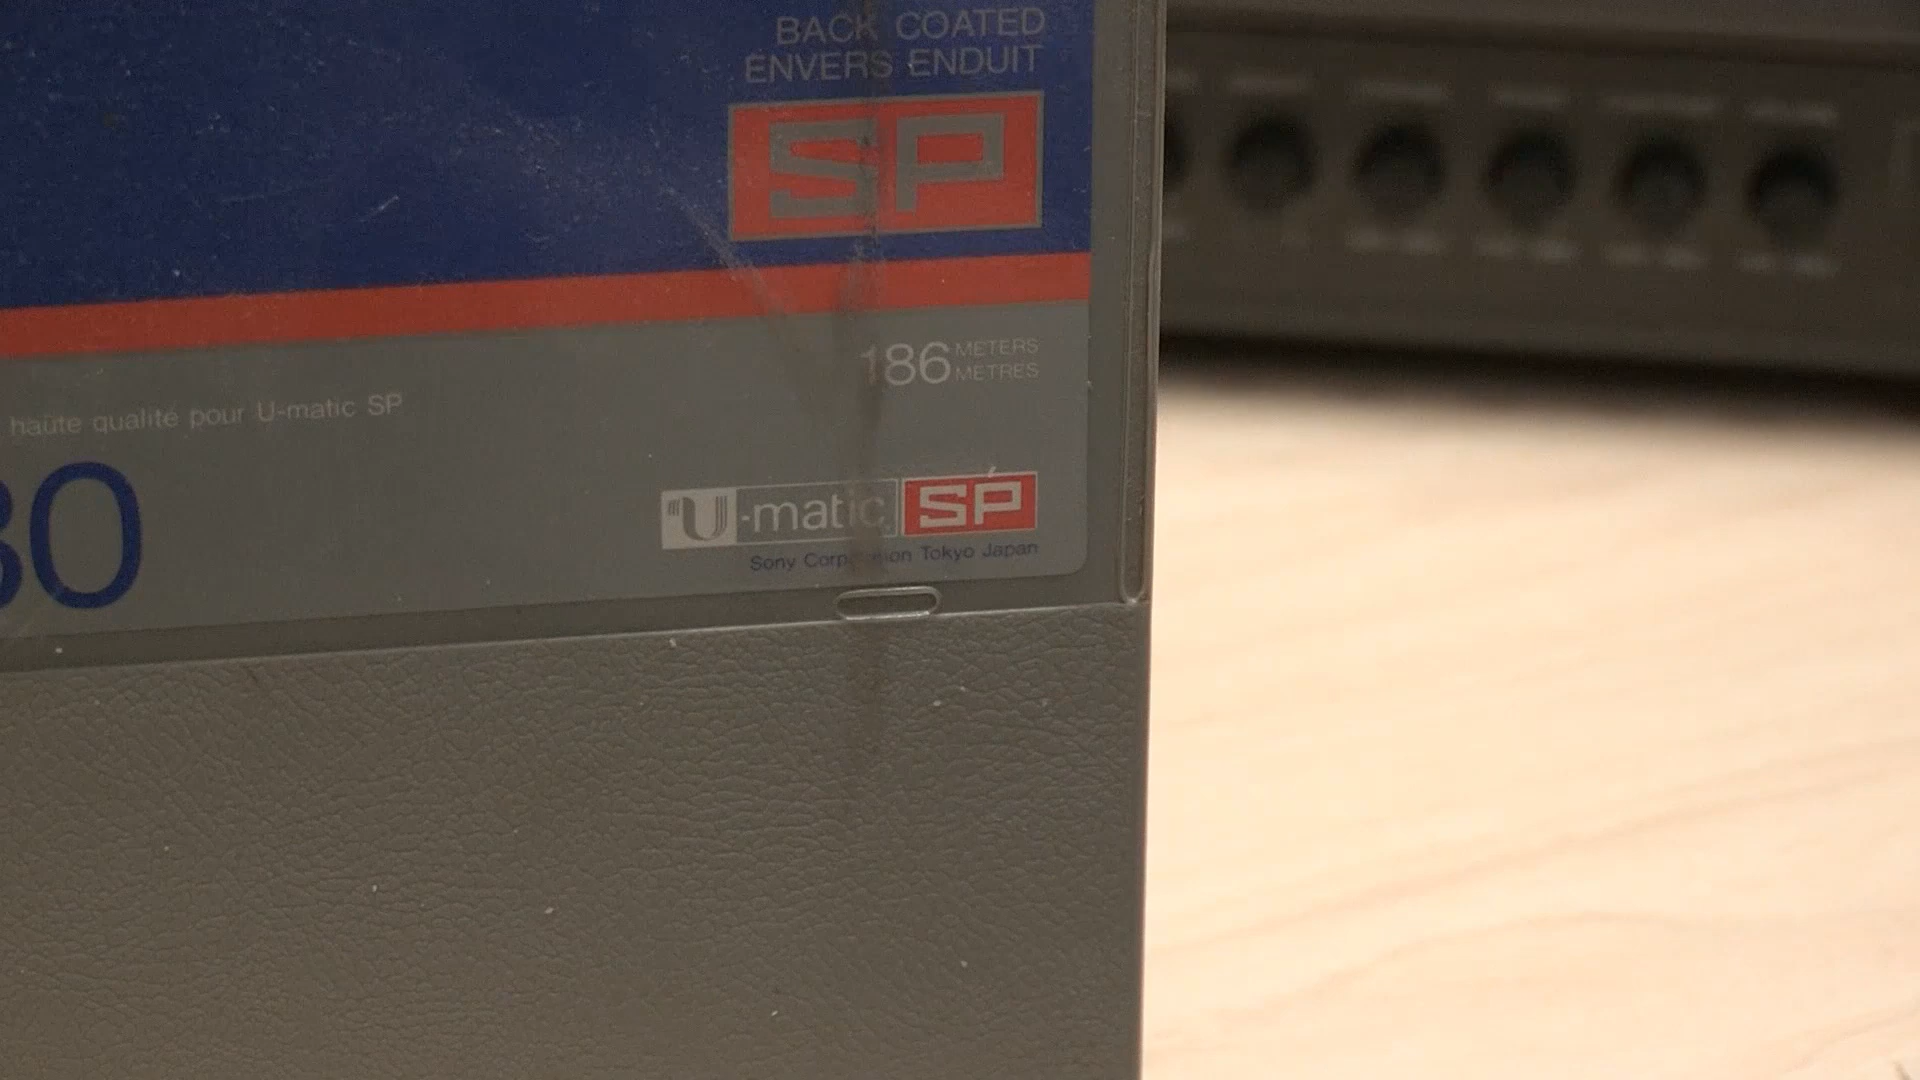 BACK COATED
ENVERS ENDUIT
SP
186 METERS
METRES
haute qualité pour U-matic SP
30
U-matic SP
Sony Corporation Tokyo Japan